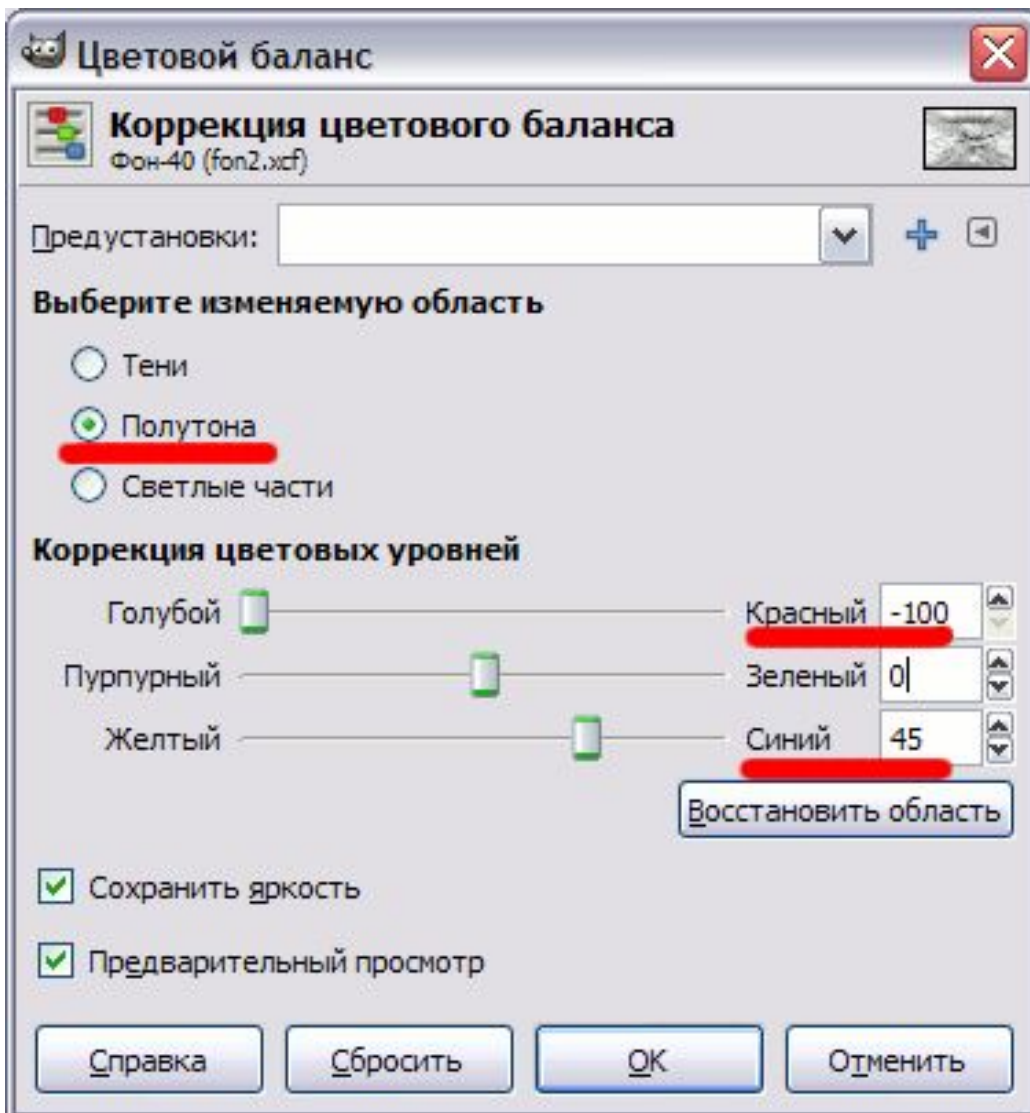 Цветовой баланс
Коррекция цветового баланса
Фон-40 (fon2.xcf)
Предустановки:
Выберите изменяемую область
Тени
Полутона
Светлые части
Коррекция цветовых уровней
Голубой Красный -100
Пурпурный Зеленый 0
Желтый Синий 45
Восстановить область
Сохранить яркость
Предварительный просмотр
Справка Сбросить OK Отменить